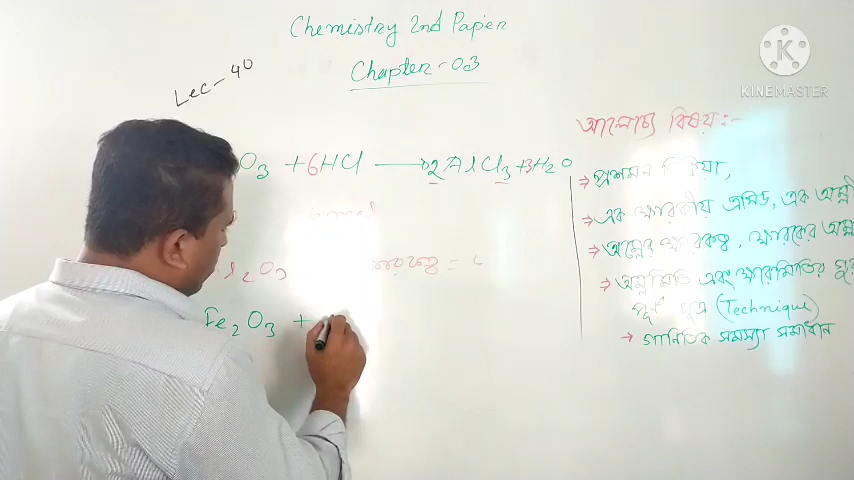 Chemistry 2nd Paper
Chapter-03
Lec-40
K
KINEMASTER
O3 +6HCl → 2AlCl3+3H2O
2O3
Fe2O3 +
আলোচ্য বিষয়:-
⇒ প্রশমন
⇒ এক ক্ষারকীয় এসিড, এক অম্লী
⇒ অম্লের ক্ষারকত্ব, ক্ষারকের অম্ল
⇒ অম্লমিতি এবং ক্ষারমিতির
সূত্র (Technique)
→ গাণিতিক সমস্যা সমাধান